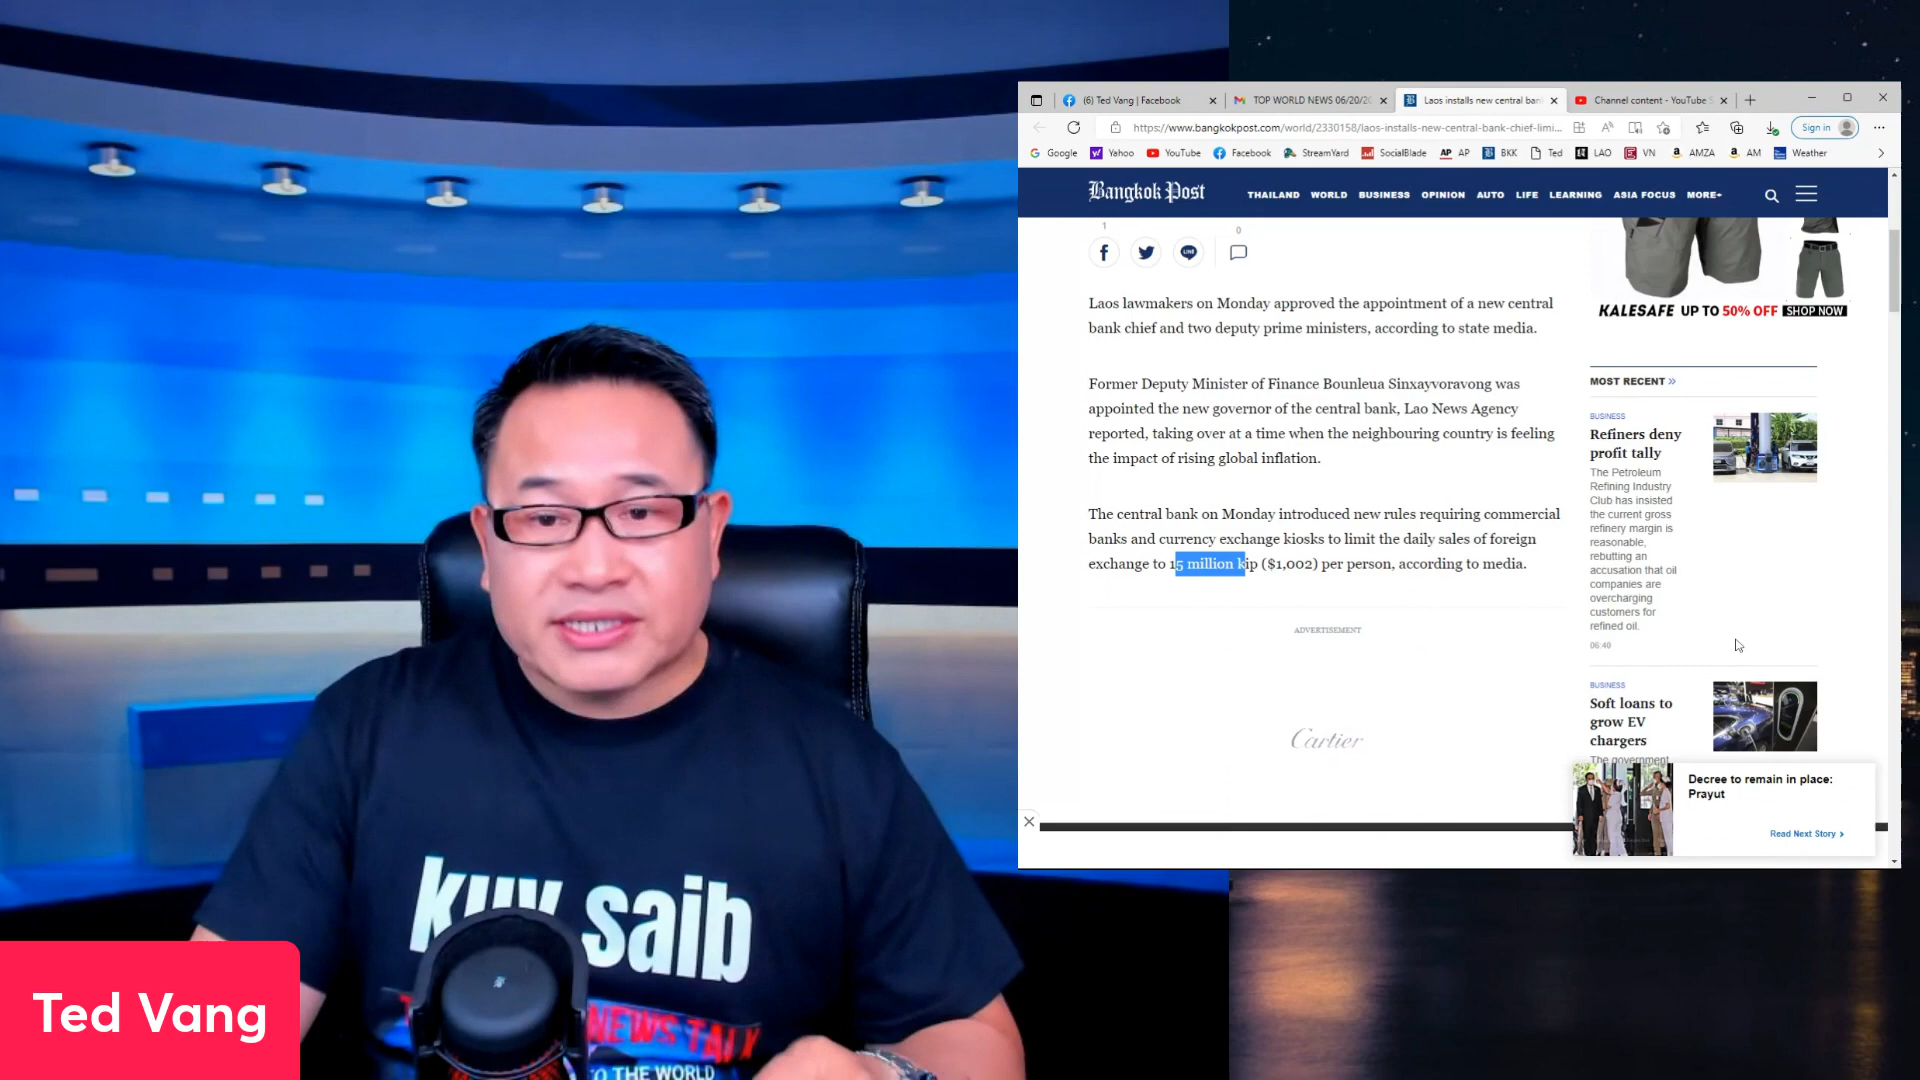 (6) Ted Vang | Facebook
TOP WORLD NEWS 06/20/20
Laos installs new central ban
Channel content - YouTube S
https://www.bangkokpost.com/world/2330158/laos-installs-new-central-bank-chief-limi...
Sign in
Google
Yahoo
YouTube
Facebook
StreamYard
SocialBlade
AP AP
BKK
Ted
LAO
VN
AMZA
AM
Weather
Bangkok Post
THAILAND WORLD BUSINESS OPINION AUTO LIFE LEARNING ASIA FOCUS MORE+
1
0
LINE
Laos lawmakers on Monday approved the appointment of a new central
bank chief and two deputy prime ministers, according to state media.
Former Deputy Minister of Finance Bounleua Sinxayvoravong was
appointed the new governor of the central bank, Lao News Agency
reported, taking over at a time when the neighbouring country is feeling
the impact of rising global inflation.
The central bank on Monday introduced new rules requiring commercial
banks and currency exchange kiosks to limit the daily sales of foreign
exchange to 15 million kip ($1,002) per person, according to media.
ADVERTISEMENT
Cartier
KALESAFE UP TO 50% OFF SHOP NOW
MOST RECENT »
BUSINESS
Refiners deny
profit tally
The Petroleum
Refining Industry
Club has insisted
the current gross
refinery margin is
reasonable,
rebutting an
accusation that oil
companies are
overcharging
customers for
refined oil.
06:40
BUSINESS
Soft loans to
grow EV
chargers
The government
Decree to remain in place:
Prayut
Read Next Story
kuv saib
NEWS TALK
TO THE WORLD
Ted Vang